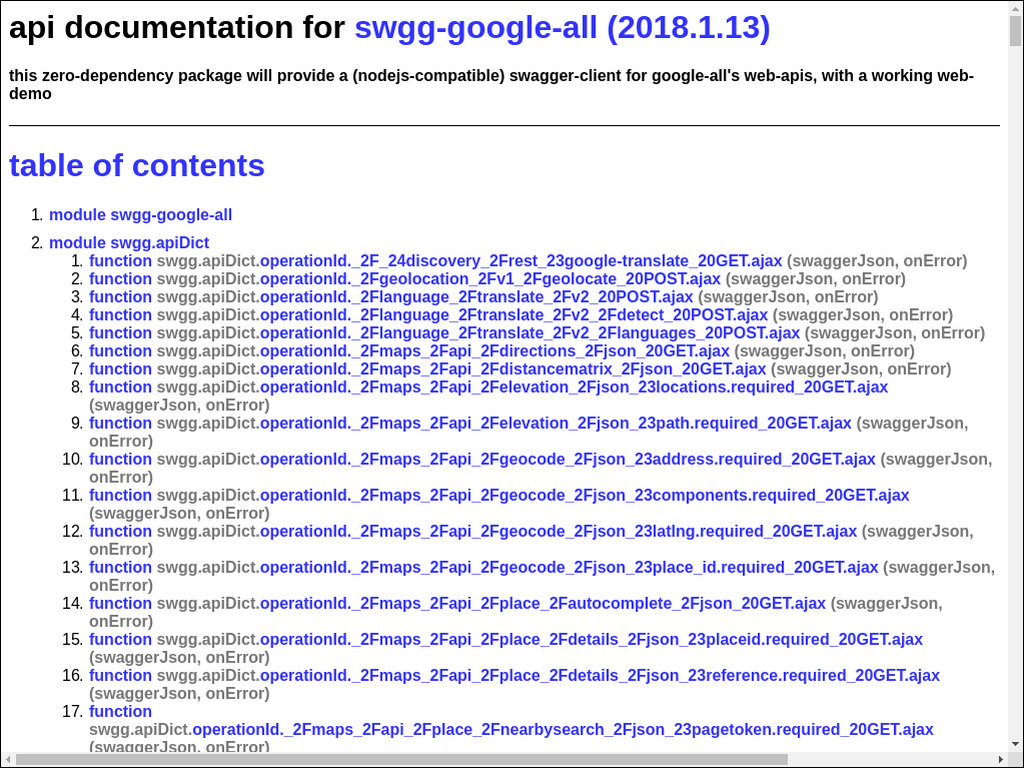 api documentation for swgg-google-all (2018.1.13)
this zero-dependency package will provide a (nodejs-compatible) swagger-client for google-all's web-apis, with a working web-
demo
table of contents
1. module swgg-google-all
2. module swgg.apiDict
1. function swgg.apiDict.operationId._2F_24discovery_2Frest_23google-translate_20GET.ajax (swaggerJson, onError)
2. function swgg.apiDict.operationId._2Fgeolocation_2Fv1_2Fgeolocate_20POST.ajax (swaggerJson, onError)
3. function swgg.apiDict.operationId._2Flanguage_2Ftranslate_2Fv2_20POST.ajax (swaggerJson, onError)
4. function swgg.apiDict.operationId._2Flanguage_2Ftranslate_2Fv2_2Fdetect_20POST.ajax (swaggerJson, onError)
5. function swgg.apiDict.operationId._2Flanguage_2Ftranslate_2Fv2_2Flanguages_20POST.ajax (swaggerJson, onError)
6. function swgg.apiDict.operationId._2Fmaps_2Fapi_2Fdirections_2Fjson_20GET.ajax (swaggerJson, onError)
7. function swgg.apiDict.operationId._2Fmaps_2Fapi_2Fdistancematrix_2Fjson_20GET.ajax (swaggerJson, onError)
8. function swgg.apiDict.operationId._2Fmaps_2Fapi_2Felevation_2Fjson_23locations.required_20GET.ajax
(swaggerJson, onError)
9. function swgg.apiDict.operationId._2Fmaps_2Fapi_2Felevation_2Fjson_23path.required_20GET.ajax (swaggerJson,
onError)
10. function swgg.apiDict.operationId._2Fmaps_2Fapi_2Fgeocode_2Fjson_23address.required_20GET.ajax (swaggerJson,
onError)
11. function swgg.apiDict.operationId._2Fmaps_2Fapi_2Fgeocode_2Fjson_23components.required_20GET.ajax
(swaggerJson, onError)
12. function swgg.apiDict.operationId._2Fmaps_2Fapi_2Fgeocode_2Fjson_23latlng.required_20GET.ajax (swaggerJson,
onError)
13. function swgg.apiDict.operationId._2Fmaps_2Fapi_2Fgeocode_2Fjson_23place_id.required_20GET.ajax (swaggerJson,
onError)
14. function swgg.apiDict.operationId._2Fmaps_2Fapi_2Fplace_2Fautocomplete_2Fjson_20GET.ajax (swaggerJson,
onError)
15. function swgg.apiDict.operationId._2Fmaps_2Fapi_2Fplace_2Fdetails_2Fjson_23placeid.required_20GET.ajax
(swaggerJson, onError)
16. function swgg.apiDict.operationId._2Fmaps_2Fapi_2Fplace_2Fdetails_2Fjson_23reference.required_20GET.ajax
(swaggerJson, onError)
17. function
swgg.apiDict.operationId._2Fmaps_2Fapi_2Fplace_2Fnearbysearch_2Fjson_23pagetoken.required_20GET.ajax
(swaggerJson, onError)